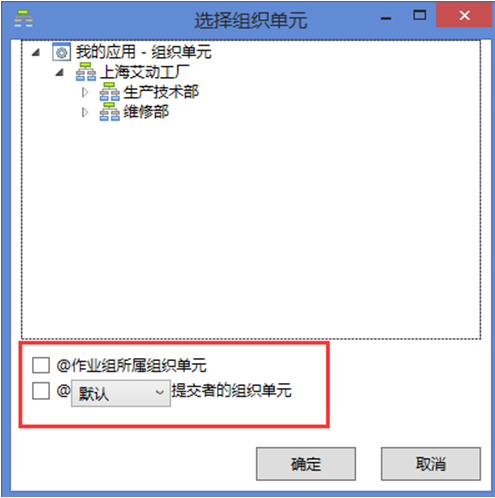 选择组织单元
我的应用 - 组织单元
上海艾动工厂
生产技术部
维修部
@作业组所属组织单元
@ 默认 提交者的组织单元
确定 取消